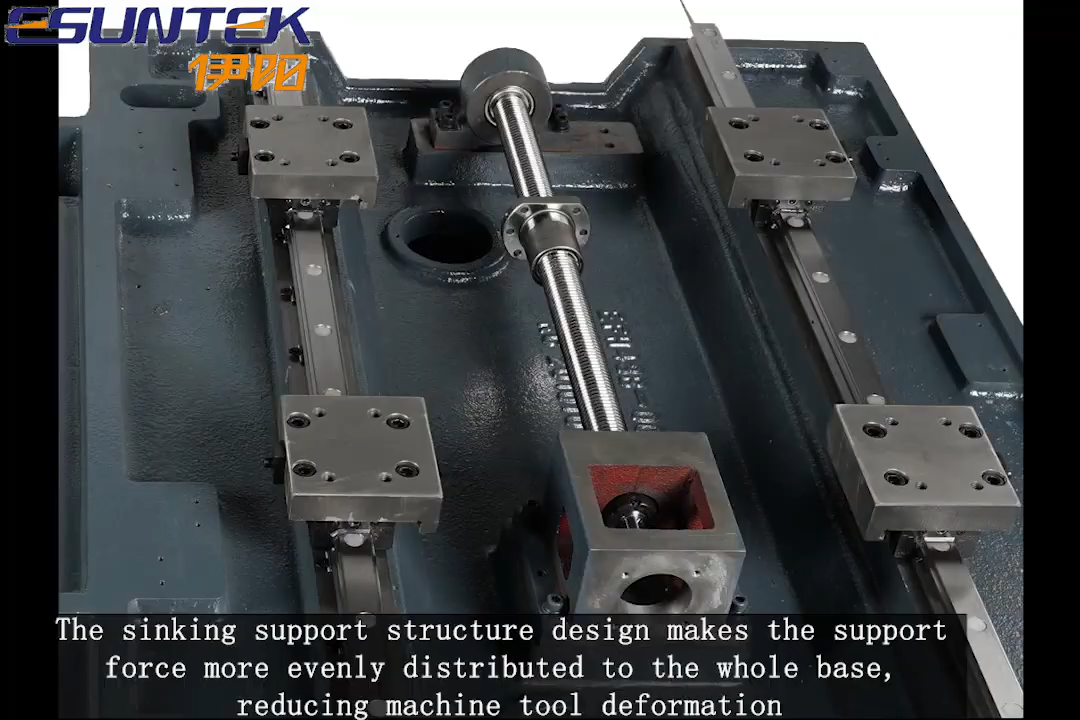 ESUNTEK
伊阳
The sinking support structure design makes the support
force more evenly distributed to the whole base,
reducing machine tool deformation